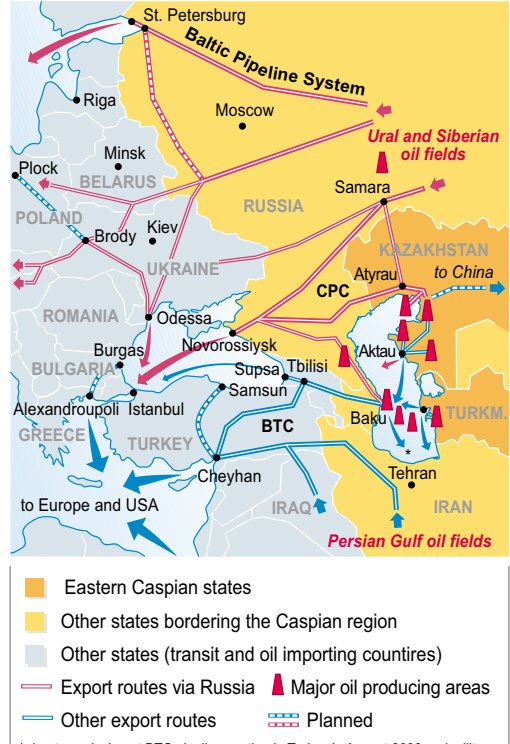 St. Petersburg
Baltic Pipeline System
Riga
Moscow
Ural and Siberian
oil fields
Minsk
Plock
BELARUS
Samara
POLAND
RUSSIA
Kiev
Brody
KAZAKHSTAN
UKRAINE
to China
Atyrau
CPC
ROMANIA
Odessa
Novorossiysk
Aktau
Burgas
BULGARIA
Supsa
Tbilisi
Samsun
Alexandroupoli
Istanbul
Baku
TURKM.
GREECE
TURKEY
BTC
Cheyhan
*
Tehran
to Europe and USA
IRAQ
IRAN
Persian Gulf oil fields
Eastern Caspian states
Other states bordering the Caspian region
Other states (transit and oil importing countires)
Export routes via Russia
Major oil producing areas
Other export routes
Planned